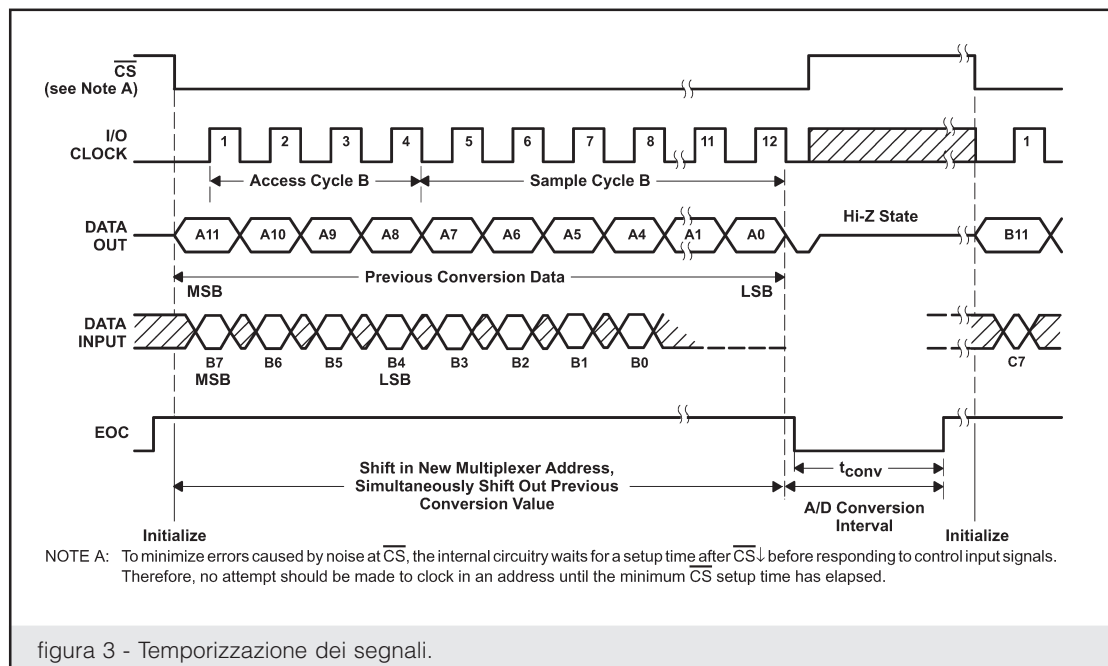 CS
(see Note A)
I/O
CLOCK
1 2 3 4 5 6 7 8 11 12 1
Access Cycle B Sample Cycle B
DATA
OUT
A11 A10 A9 A8 A7 A6 A5 A4 A1 A0 Hi-Z State B11
Previous Conversion Data
MSB LSB
DATA
INPUT
B7 B6 B5 B4 B3 B2 B1 B0 C7
MSB LSB
EOC
tconv
Shift in New Multiplexer Address,
Simultaneously Shift Out Previous
Conversion Value
A/D Conversion
Interval
Initialize Initialize
NOTE A: To minimize errors caused by noise at CS, the internal circuitry waits for a setup time after CS↓ before responding to control input signals.
Therefore, no attempt should be made to clock in an address until the minimum CS setup time has elapsed.
figura 3 - Temporizzazione dei segnali.